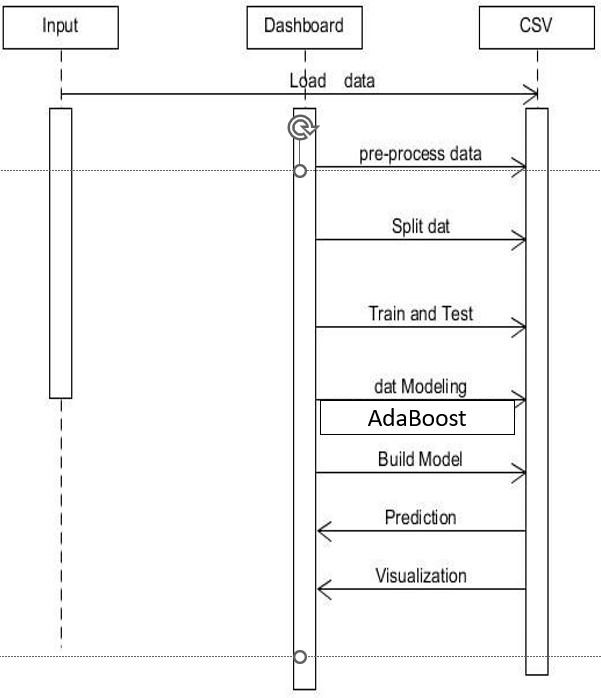 Input
Dashboard
CSV
Load data
pre-process data
Split dat
Train and Test
dat Modeling
AdaBoost
Build Model
Prediction
Visualization